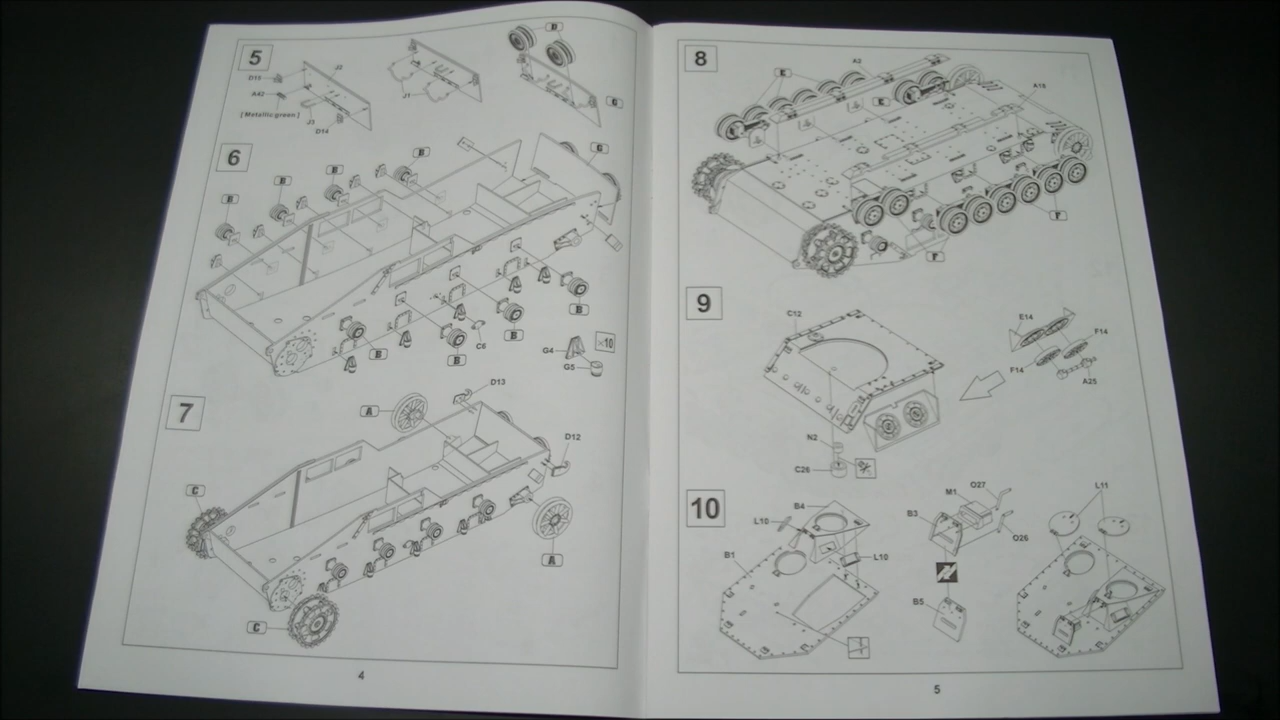 5
D
D11
J2
A42
[ Metallic green ]
J3
D14
J1
G
6
B
B
B
B
G
B
B
B
B
B
C6
G4
×10
G5
7
A
D13
D12
C
A
C
4
8
E
A2
E
A18
F
F
9
C12
E14
F14
F14
A25
N2
C26
10
L10
B4
L10
B1
B3
M1
O27
O26
B5
L11
5